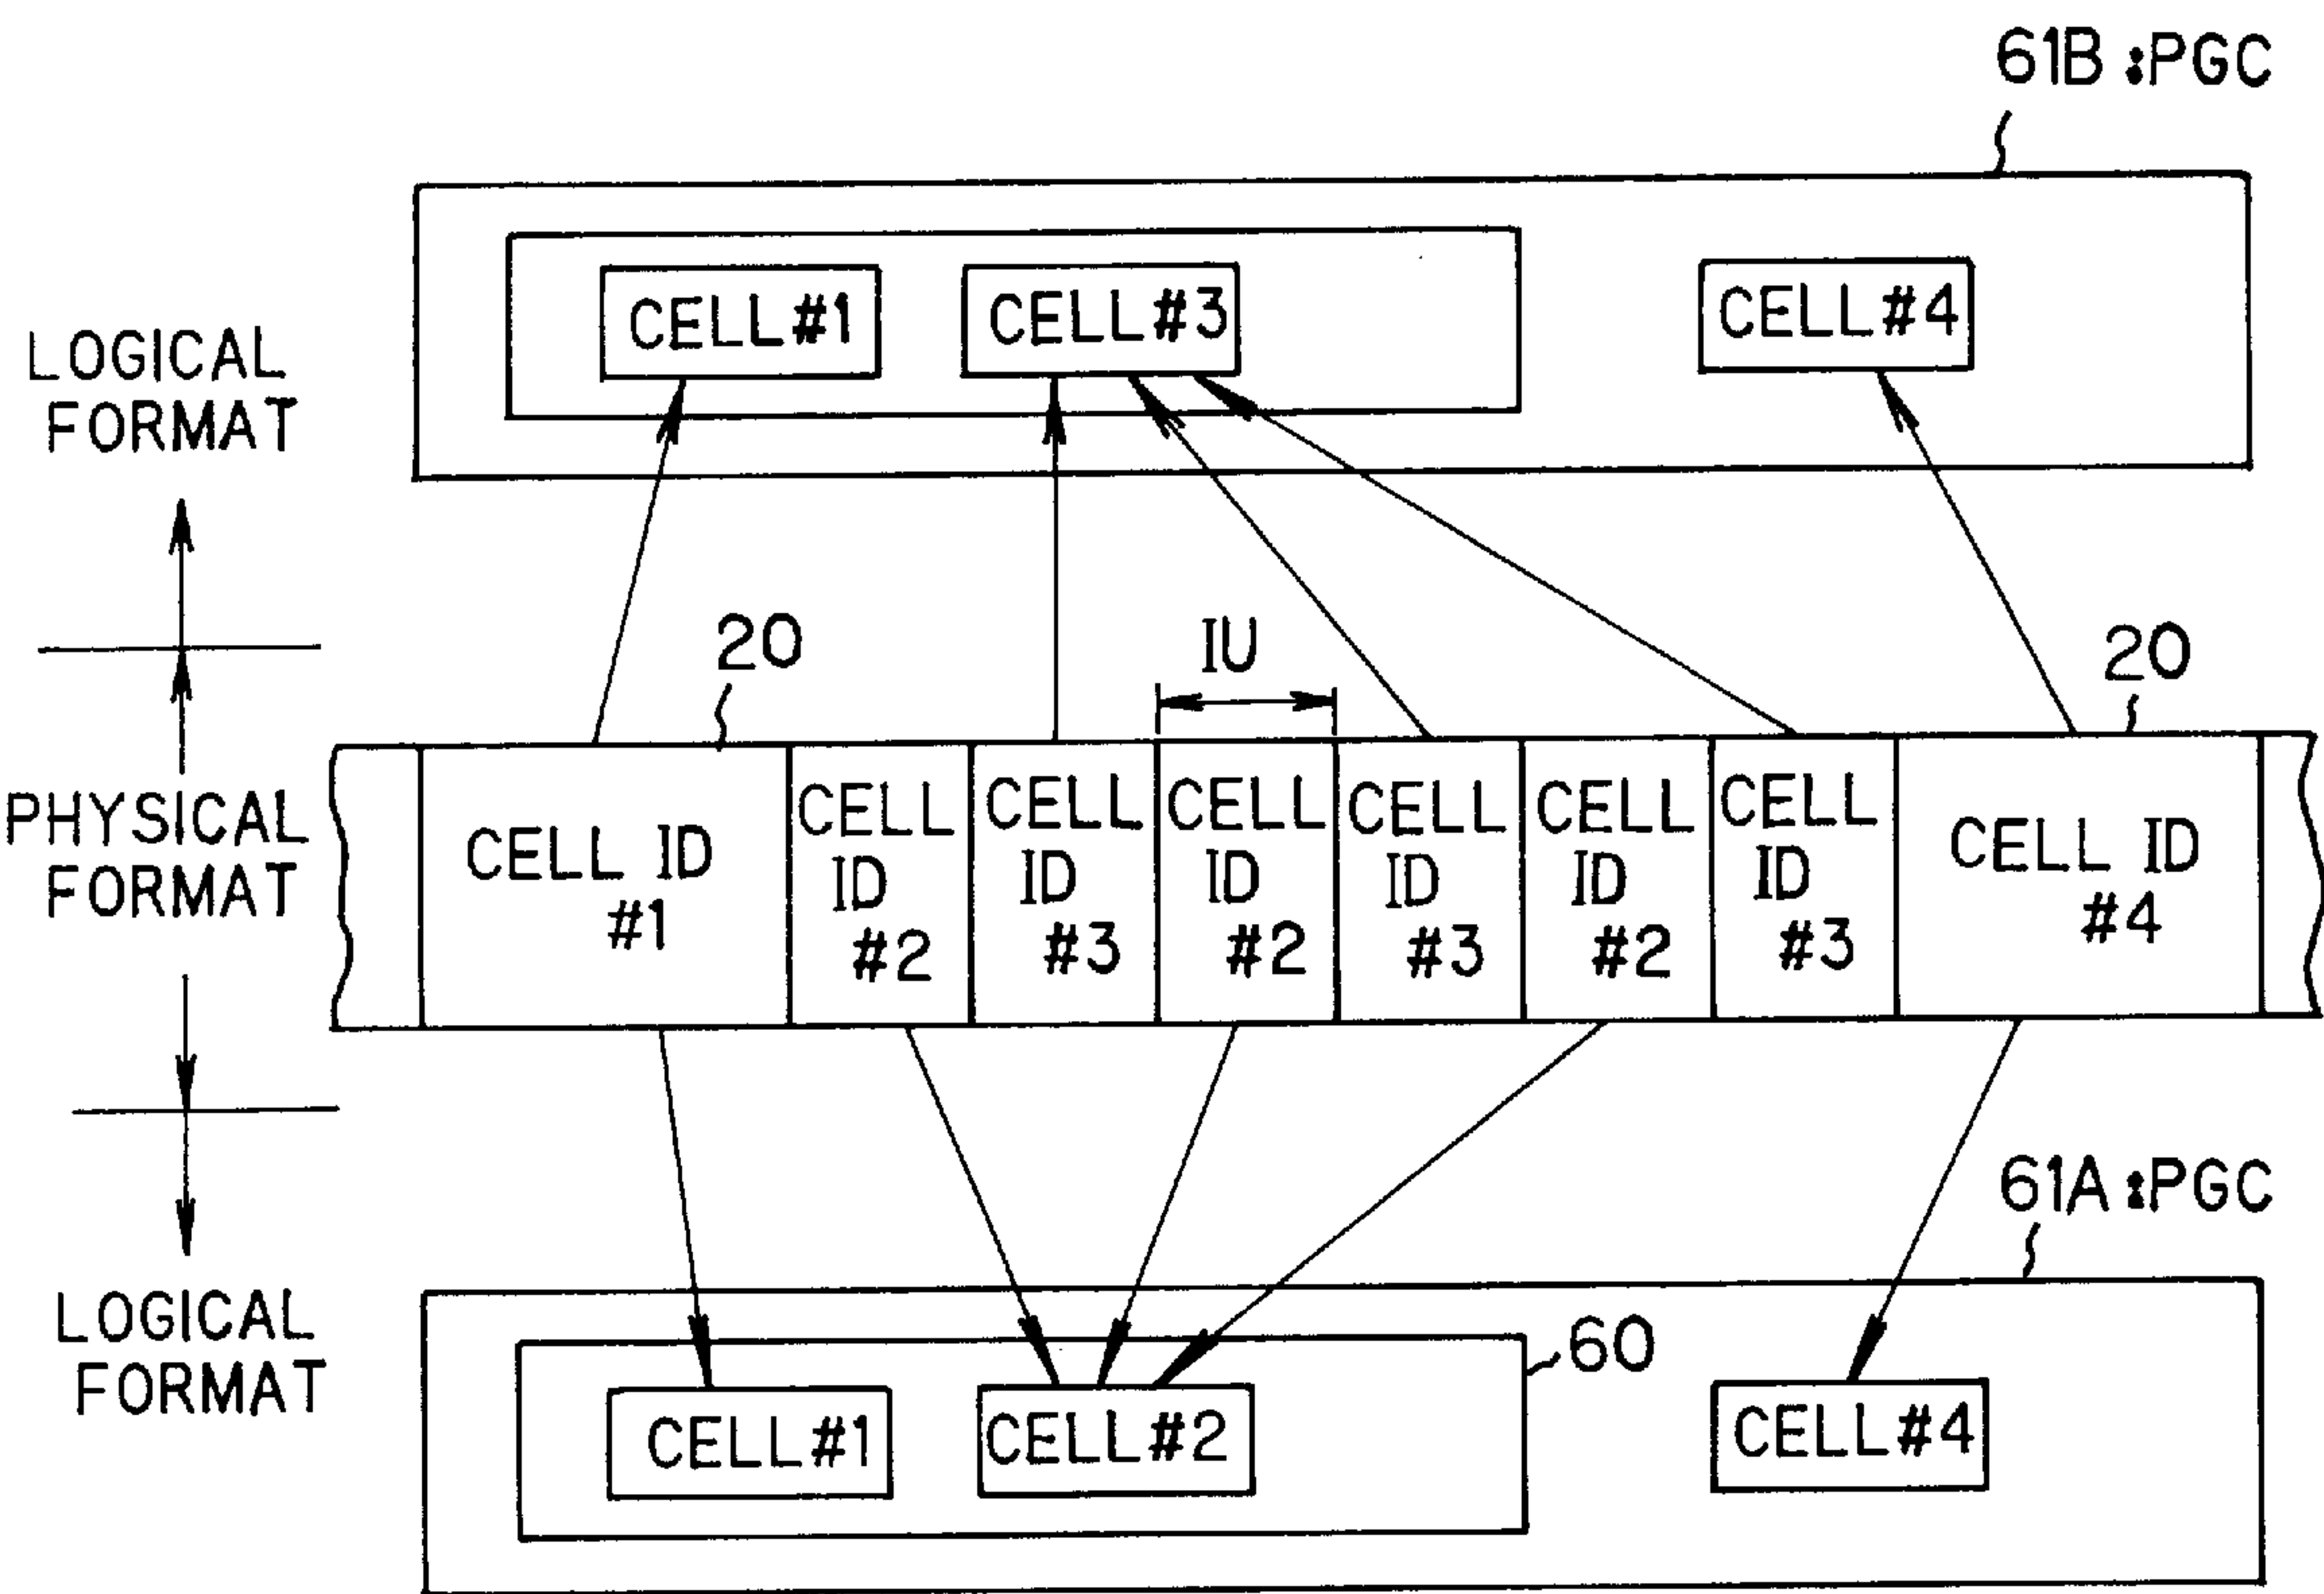 61B :PGC
CELL#1
CELL#3
CELL#4
LOGICAL
FORMAT
20
IU
20
PHYSICAL
FORMAT
CELL ID
#1
CELL
ID
#2
CELL
ID
#3
CELL
ID
#2
CELL
ID
#3
CELL
ID
#2
CELL
ID
#3
CELL ID
#4
61A :PGC
LOGICAL
FORMAT
60
CELL#1
CELL#2
CELL#4